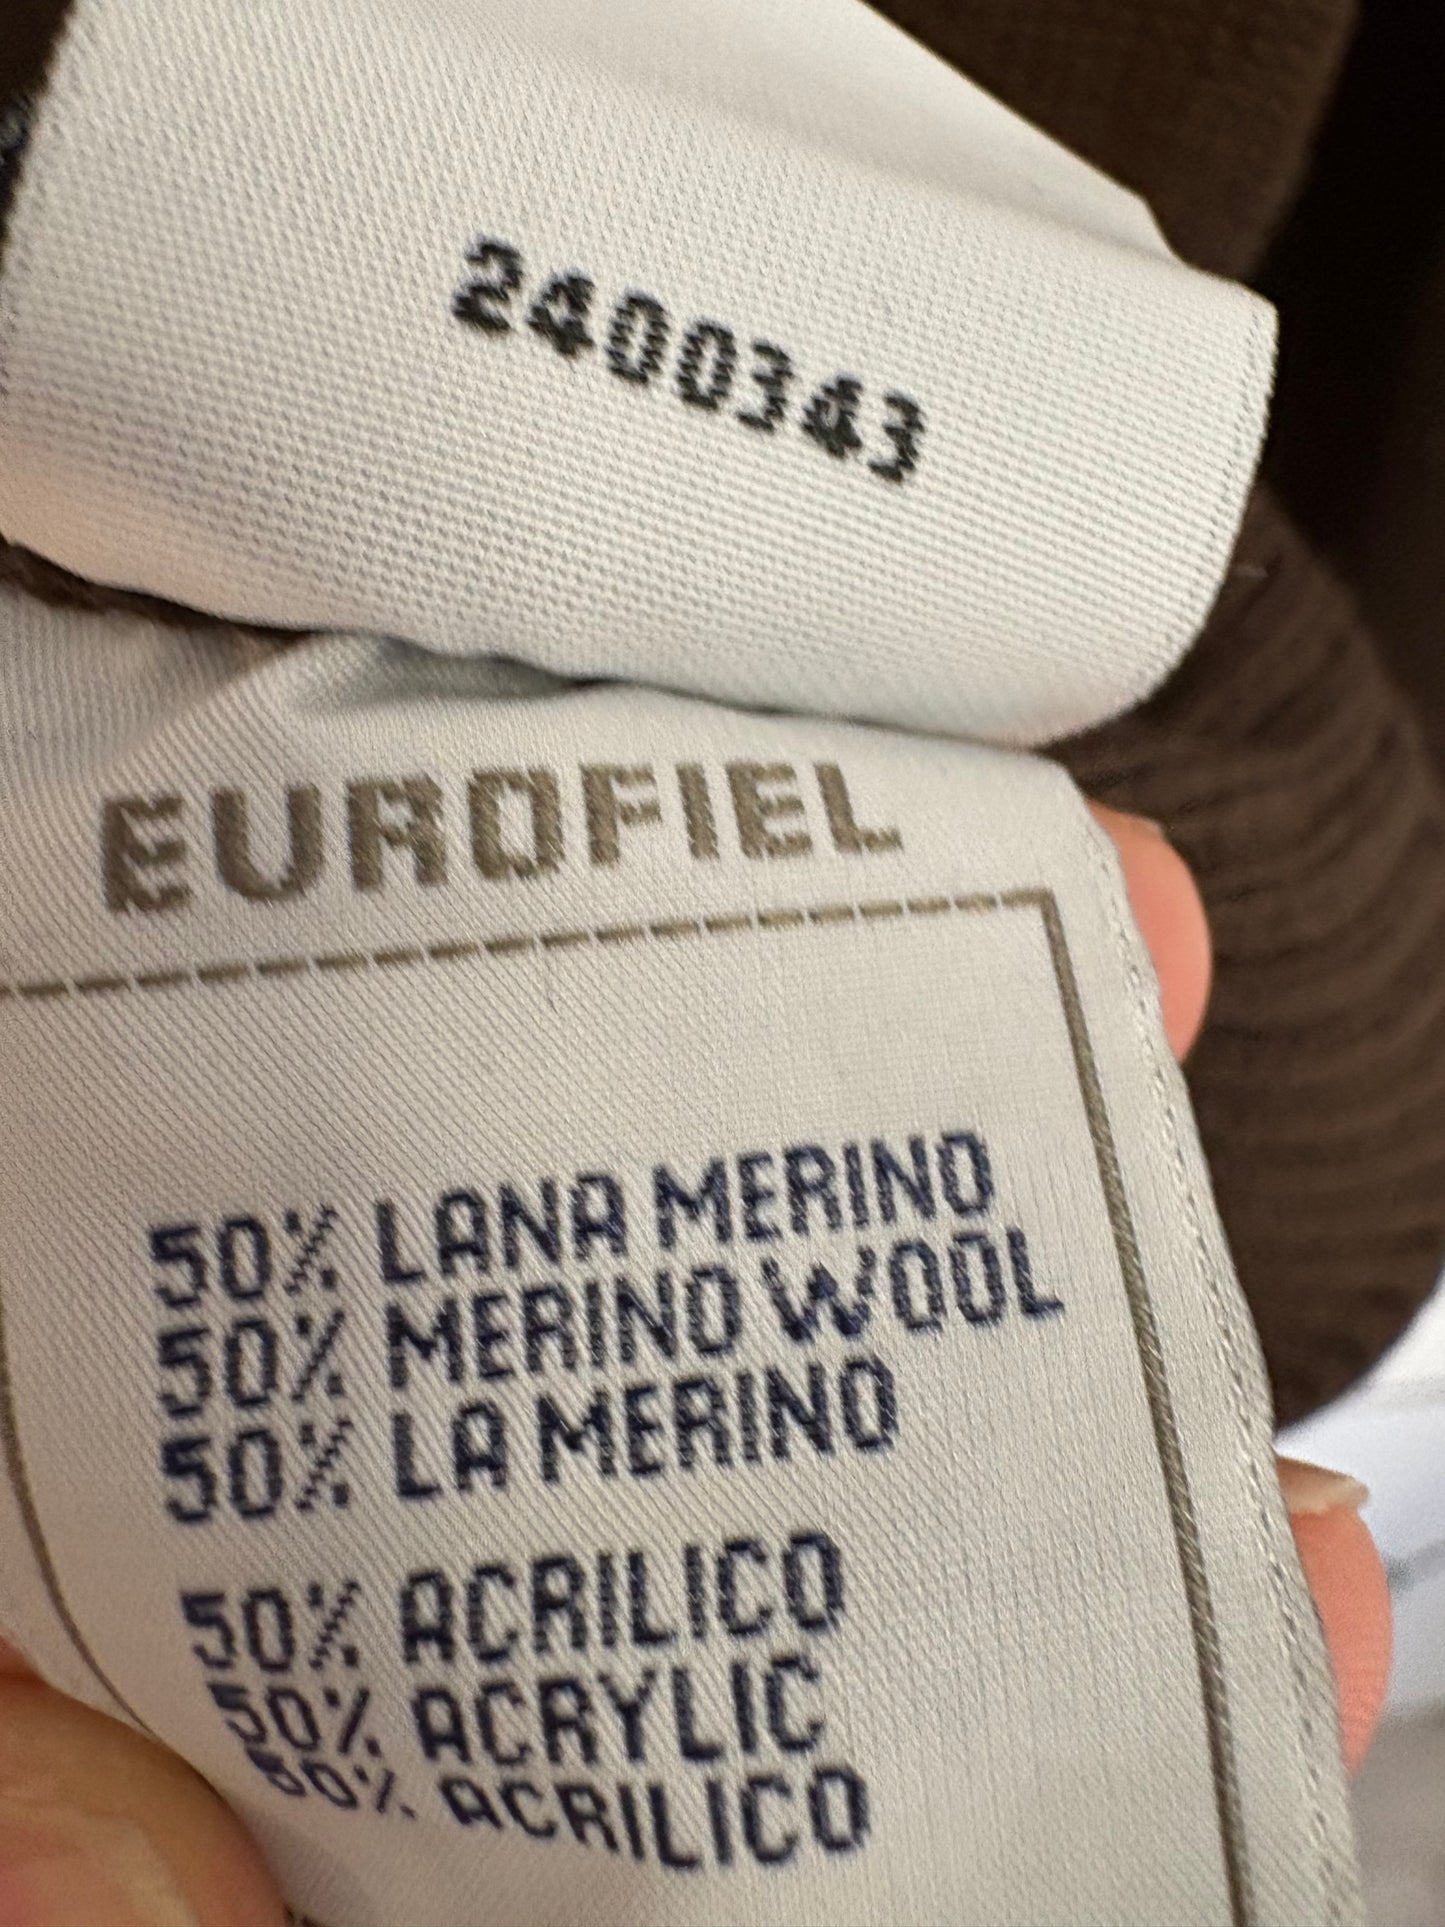 2400343
EUROFIEL
50% LANA MERINO
50% MERINO WOOL
50% LA MERINO
50% ACRILICO
50% ACRYLIC
50% ACRILICO